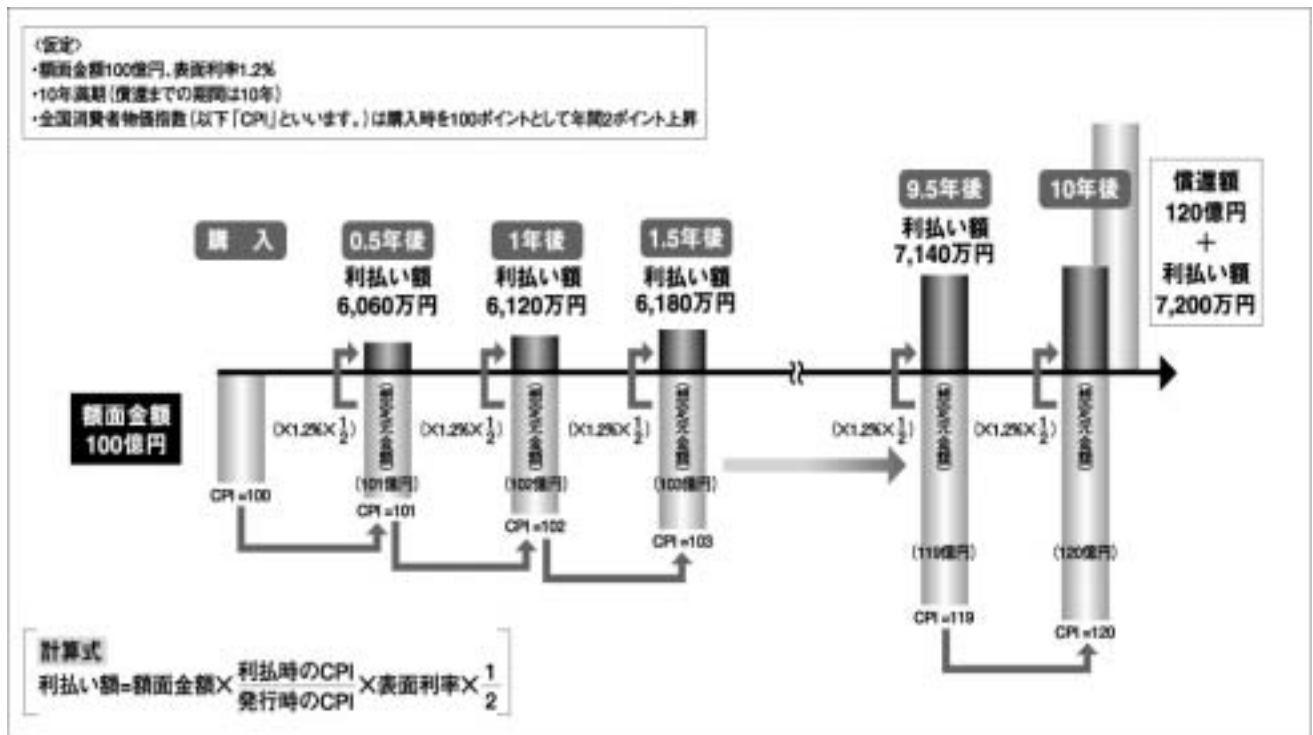 〈仮定〉
・額面金額100億円、表面利率1.2%
・10年満期(償還までの期間は10年)
・全国消費者物価指数(以下「CPI」といいます。)は購入時を100ポイントとして年間2ポイント上昇
購 入
0.5年後
利払い額
6,060万円
1年後
利払い額
6,120万円
1.5年後
利払い額
6,180万円
9.5年後
利払い額
7,140万円
10年後
償還額
120億円
+
利払い額
7,200万円
額面金額
100億円
(×1.2%×1/2)
(×1.2%×1/2)
(×1.2%×1/2)
(×1.2%×1/2)
(×1.2%×1/2)
(101億円)
(102億円)
(103億円)
(119億円)
(120億円)
CPI=100
CPI=101
CPI=102
CPI=103
CPI=119
CPI=120
計算式
利払い額=額面金額×利払時のCPI/発行時のCPI×表面利率×1/2